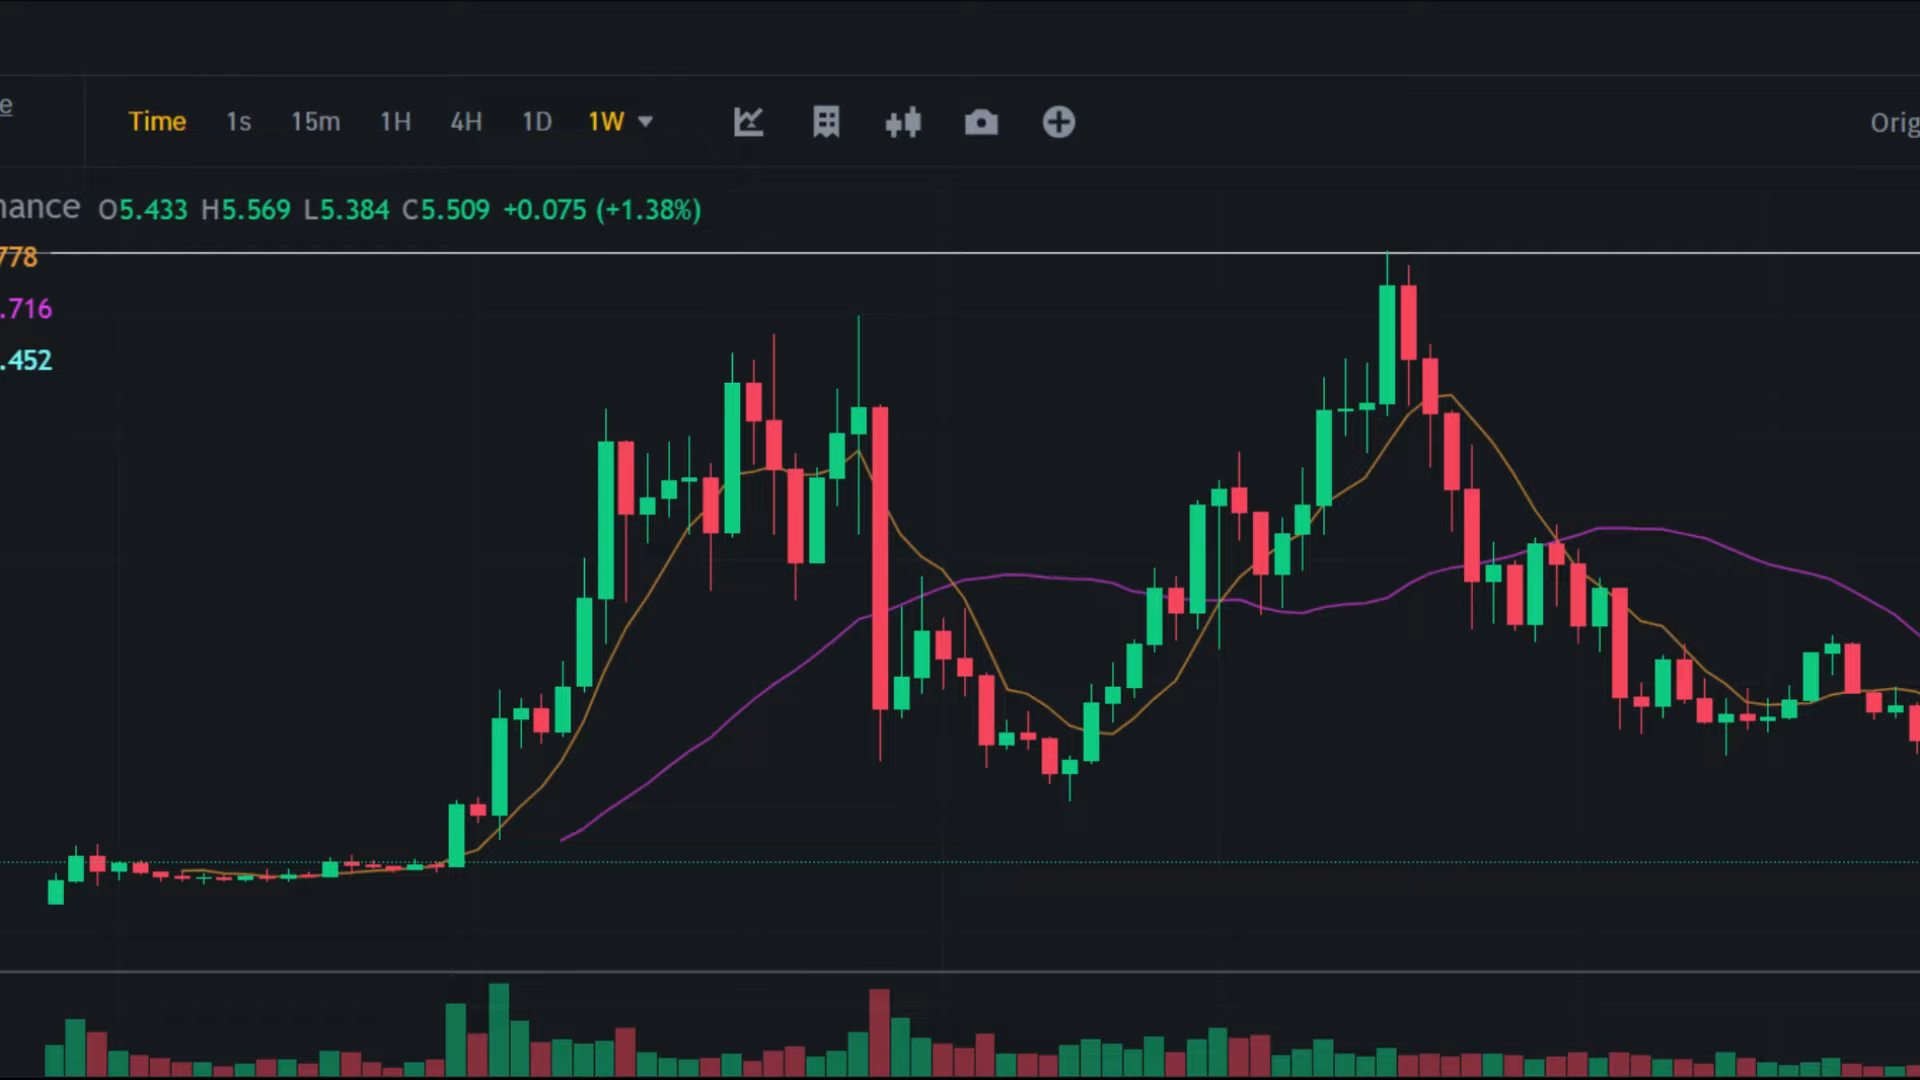 e
Time 1s 15m 1H 4H 1D 1W Orig
nance O5.433 H5.569 L5.384 C5.509 +0.075 (+1.38%)
778
.716
.452